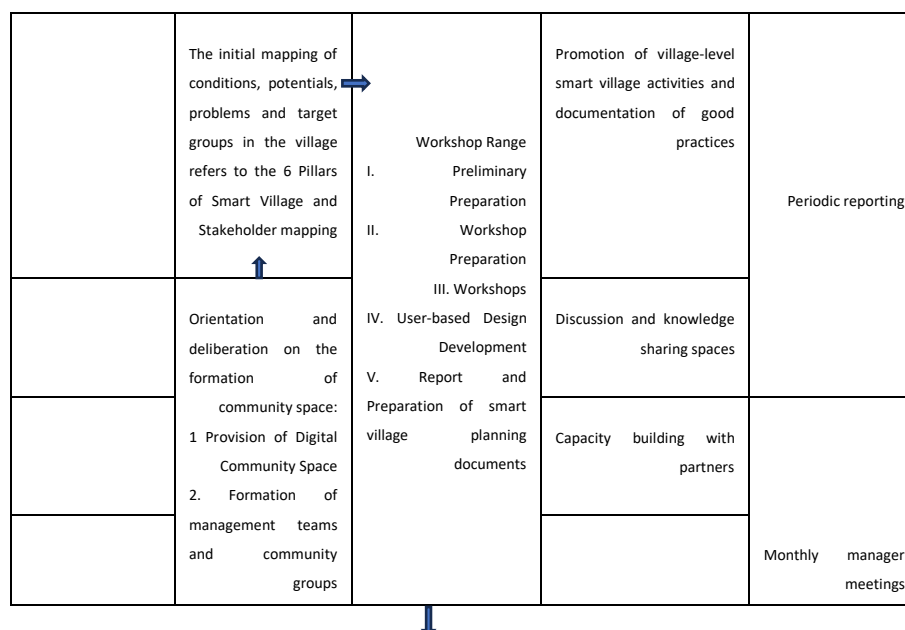 The initial mapping of
conditions, potentials,
problems and target
groups in the village
refers to the 6 Pillars
of Smart Village and
Stakeholder mapping
Orientation and
deliberation on the
formation of
community space:
1 Provision of Digital
Community Space
2. Formation of
management teams
and community
groups
Workshop Range
I. Preliminary
Preparation
II. Workshop
Preparation
III. Workshops
IV. User-based Design
Development
V. Report and
Preparation of smart
village planning
documents
Promotion of village-level
smart village activities and
documentation of good
practices
Discussion and knowledge
sharing spaces
Capacity building with
partners
Periodic reporting
Monthly manager
meetings